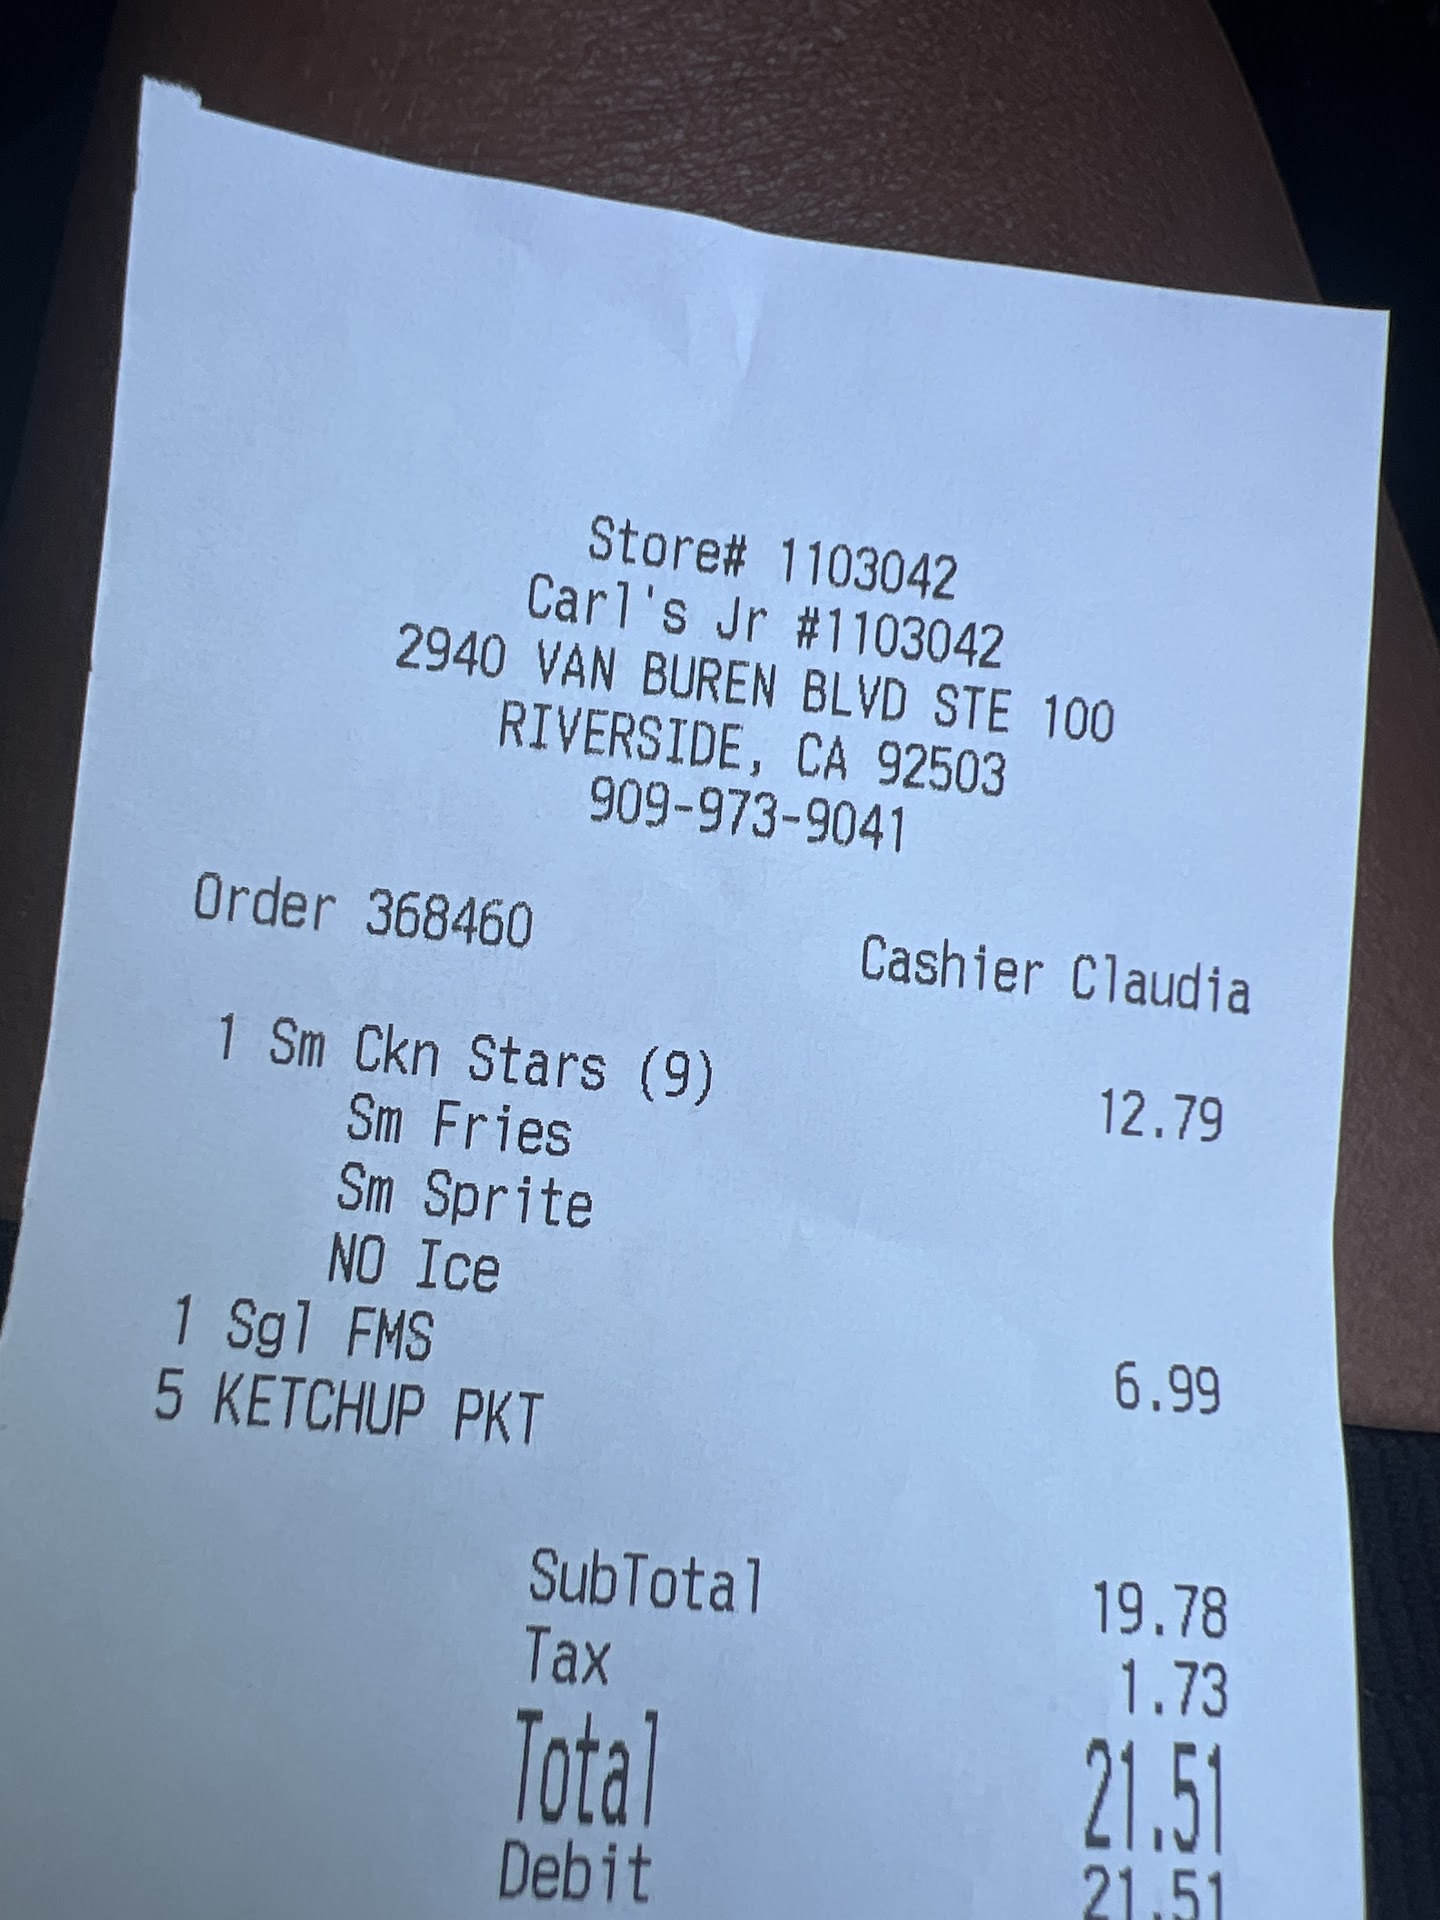 Store# 1103042
Carl's Jr #1103042
2940 VAN BUREN BLVD STE 100
RIVERSIDE, CA 92503
909-973-9041
Order 368460 Cashier Claudia
1 Sm Ckn Stars (9) 12.79
Sm Fries
Sm Sprite
NO Ice
1 Sgl FMS 6.99
5 KETCHUP PKT
SubTotal 19.78
Tax 1.73
Total 21.51
Debit 21.51